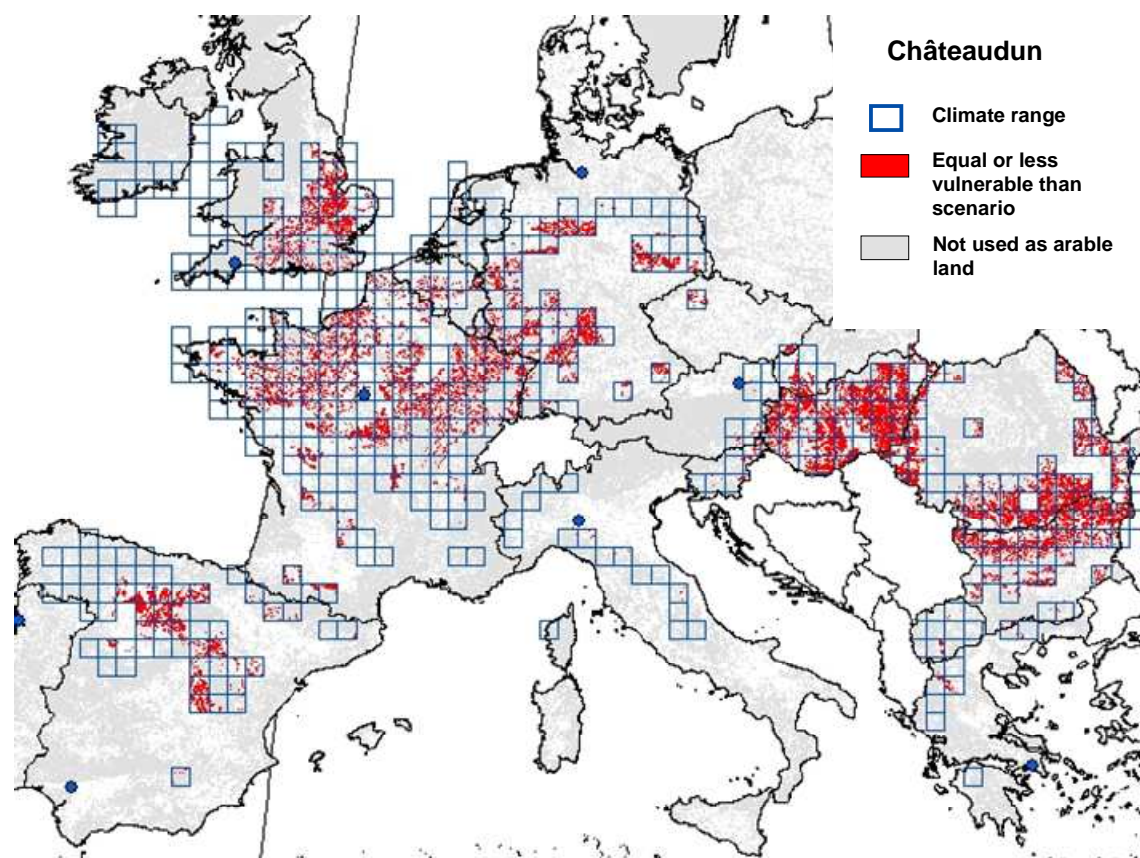 Châteaudun
Climate range
Equal or less
vulnerable than
scenario
Not used as arable
land